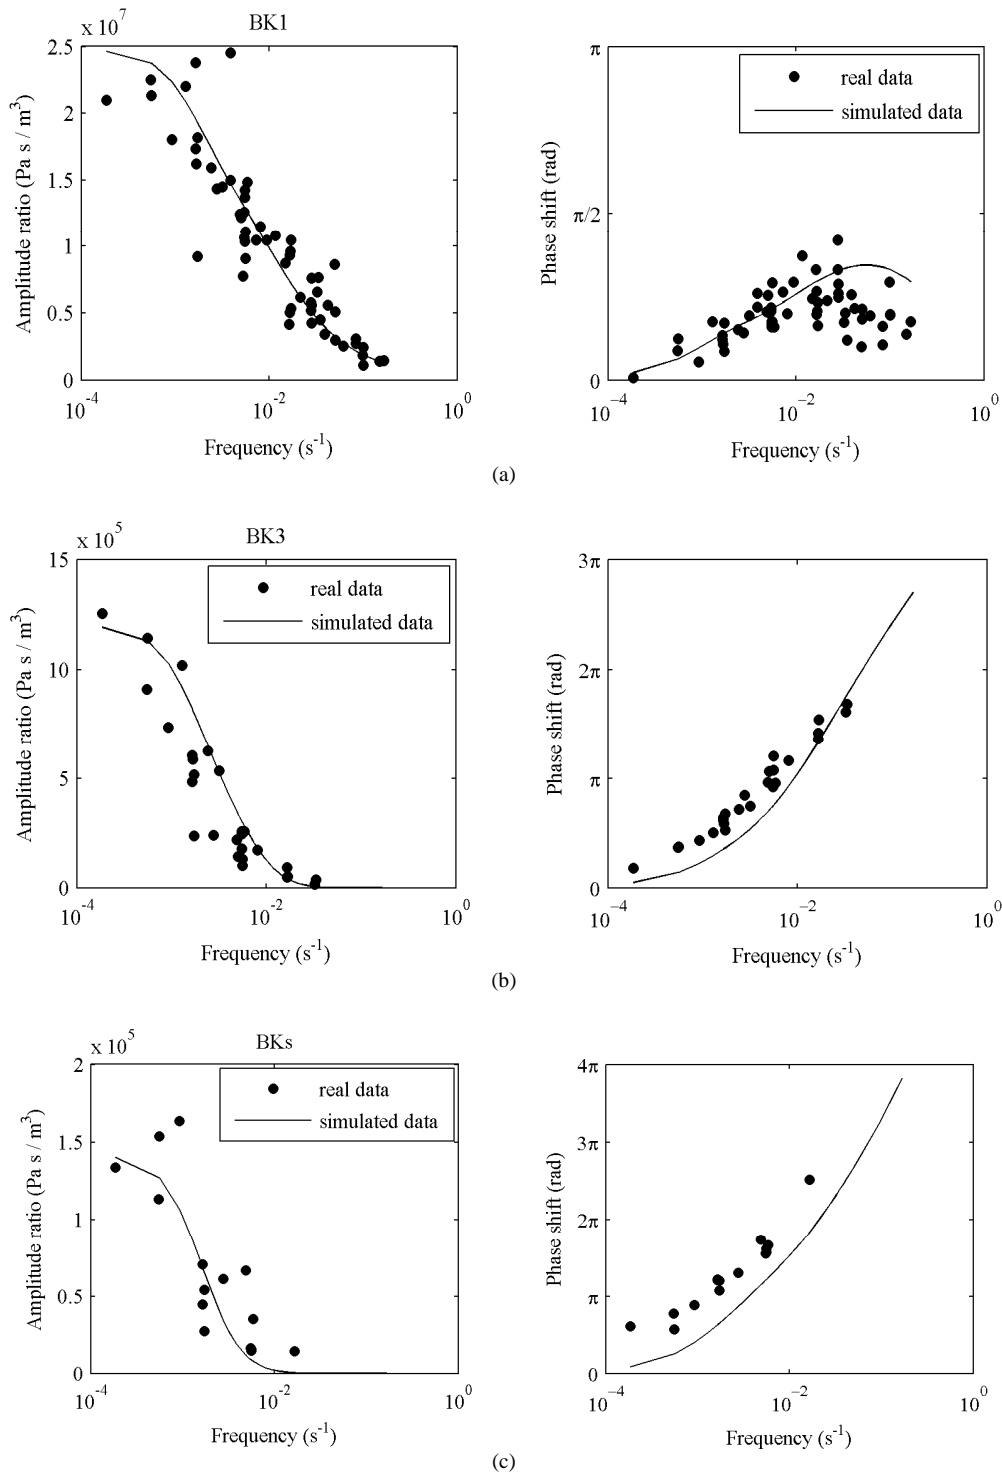 x 10^7
BK1
2.5
2
1.5
1
0.5
0
10^-4
10^-2
10^0
Amplitude ratio (Pa s / m^3)
Frequency (s^-1)
π
π/2
0
10^-4
10^-2
10^0
Phase shift (rad)
real data
simulated data
Frequency (s^-1)
(a)
x 10^5
BK3
15
10
5
0
10^-4
10^-2
10^0
Amplitude ratio (Pa s / m^3)
real data
simulated data
Frequency (s^-1)
3π
2π
π
0
10^-4
10^-2
10^0
Phase shift (rad)
Frequency (s^-1)
(b)
x 10^5
BKs
2
1.5
1
0.5
0
10^-4
10^-2
10^0
Amplitude ratio (Pa s / m^3)
real data
simulated data
Frequency (s^-1)
4π
3π
2π
π
0
10^-4
10^-2
10^0
Phase shift (rad)
Frequency (s^-1)
(c)